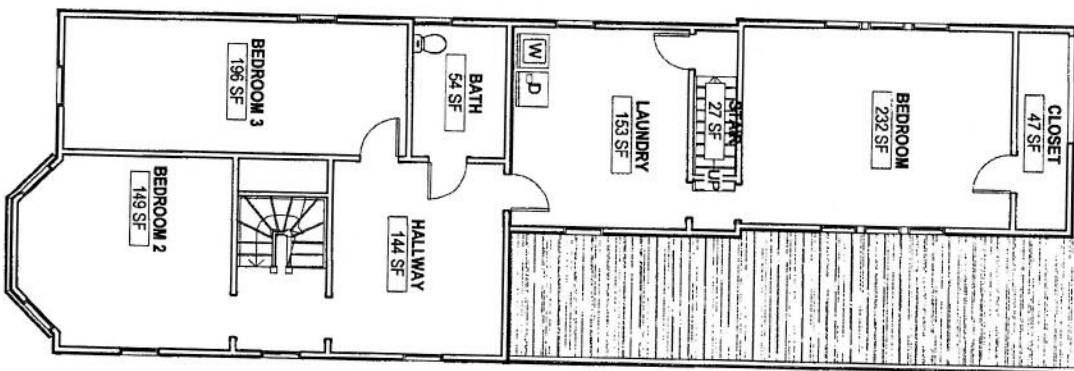 BEDROOM 3
196 SF
BATH
54 SF
W
D
LAUNDRY
153 SF
STAIR
27 SF
UP
BEDROOM
232 SF
CLOSET
47 SF
BEDROOM 2
149 SF
HALLWAY
144 SF